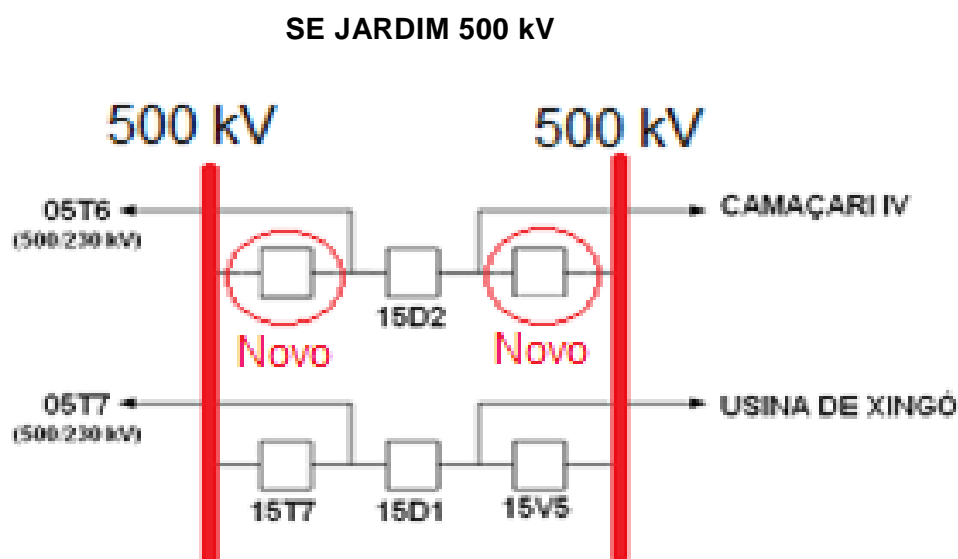 SE JARDIM 500 kV
500 kV
500 kV
05T6
(500/230 kV)
CAMAÇARI IV
15D2
Novo
Novo
05T7
(500/230 kV)
USINA DE XINGÓ
15T7
15D1
15V5